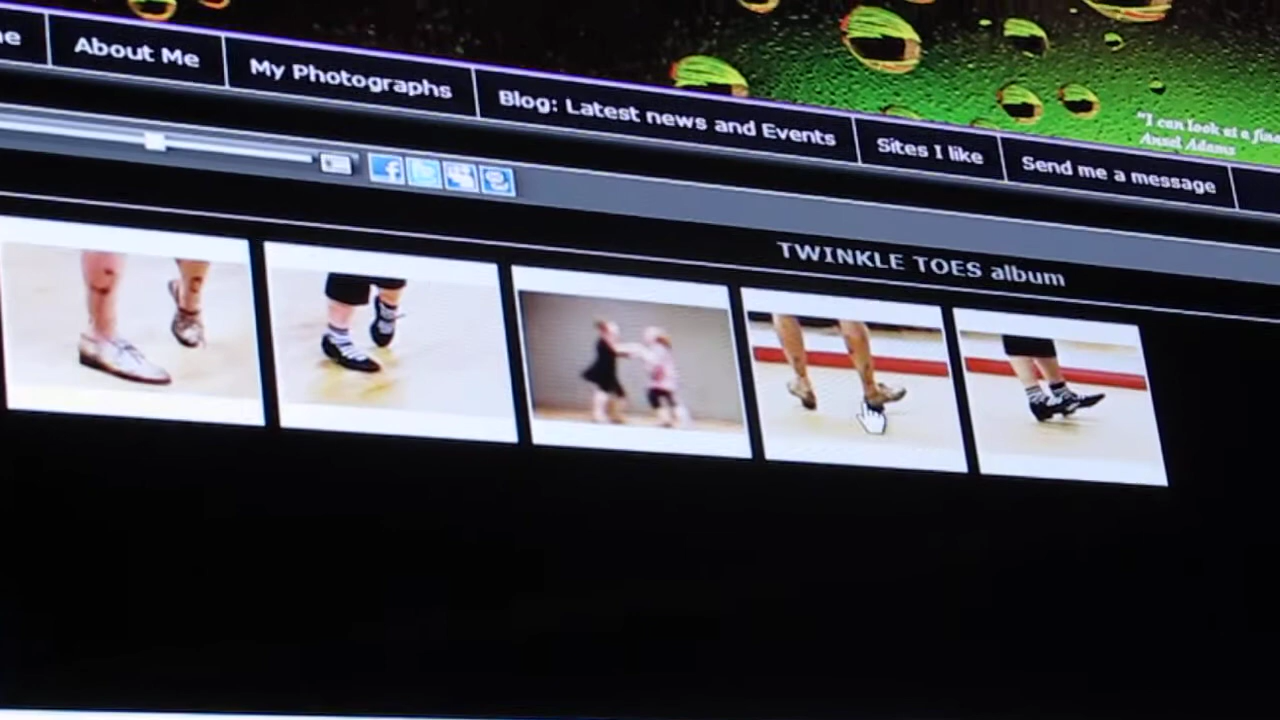 About Me
My Photographs
Blog: Latest news and Events
Sites I like
Send me a message
"I can look at a
Ansel Adams
TWINKLE TOES album